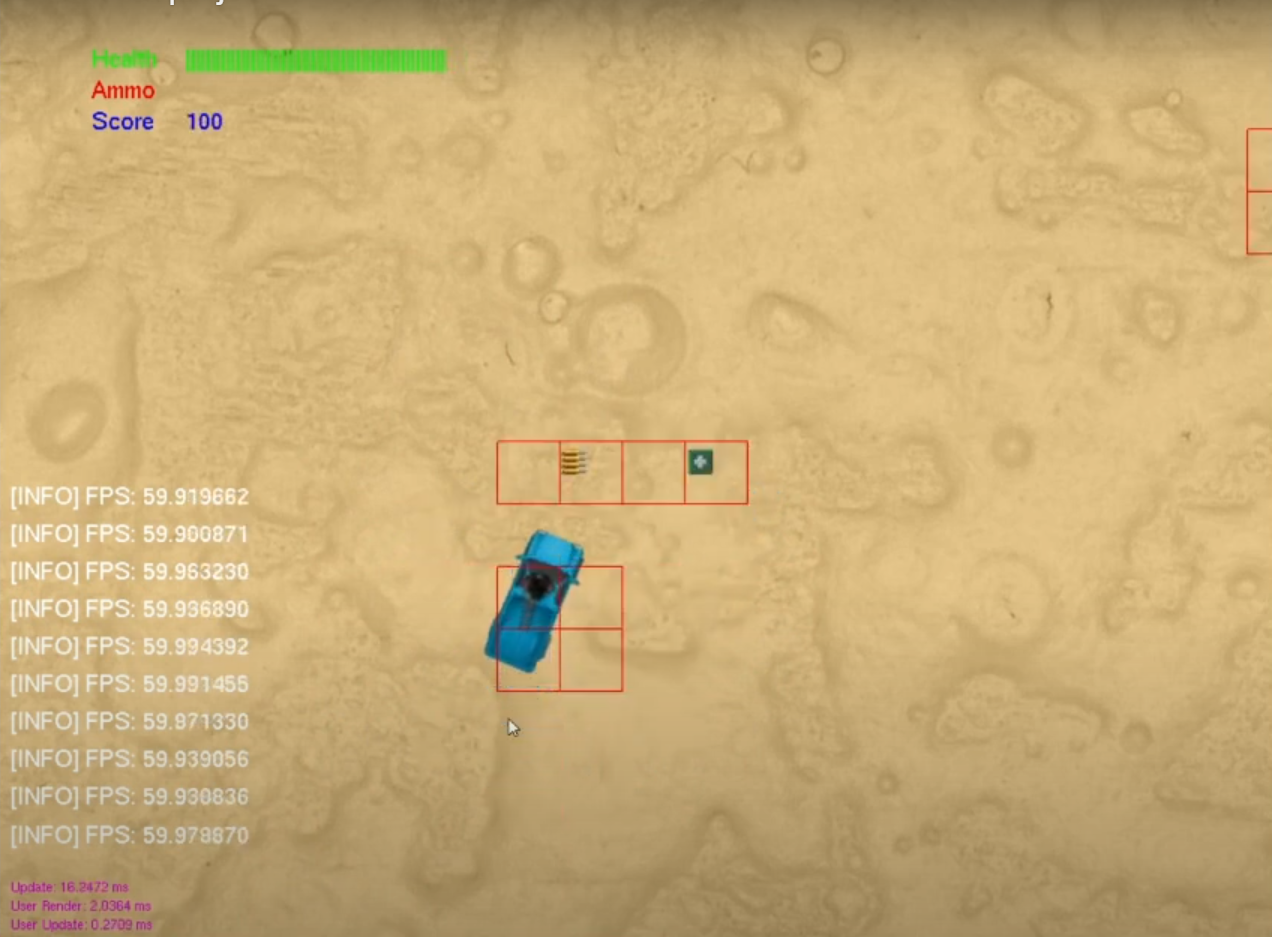 Health
Ammo
Score 100
[INFO] FPS: 59.919662
[INFO] FPS: 59.900871
[INFO] FPS: 59.963230
[INFO] FPS: 59.936890
[INFO] FPS: 59.994392
[INFO] FPS: 59.991455
[INFO] FPS: 59.971330
[INFO] FPS: 59.939056
[INFO] FPS: 59.930836
[INFO] FPS: 59.978870
Update: 16.2472 ms
User Render: 2.0364 ms
User Update: 0.2709 ms